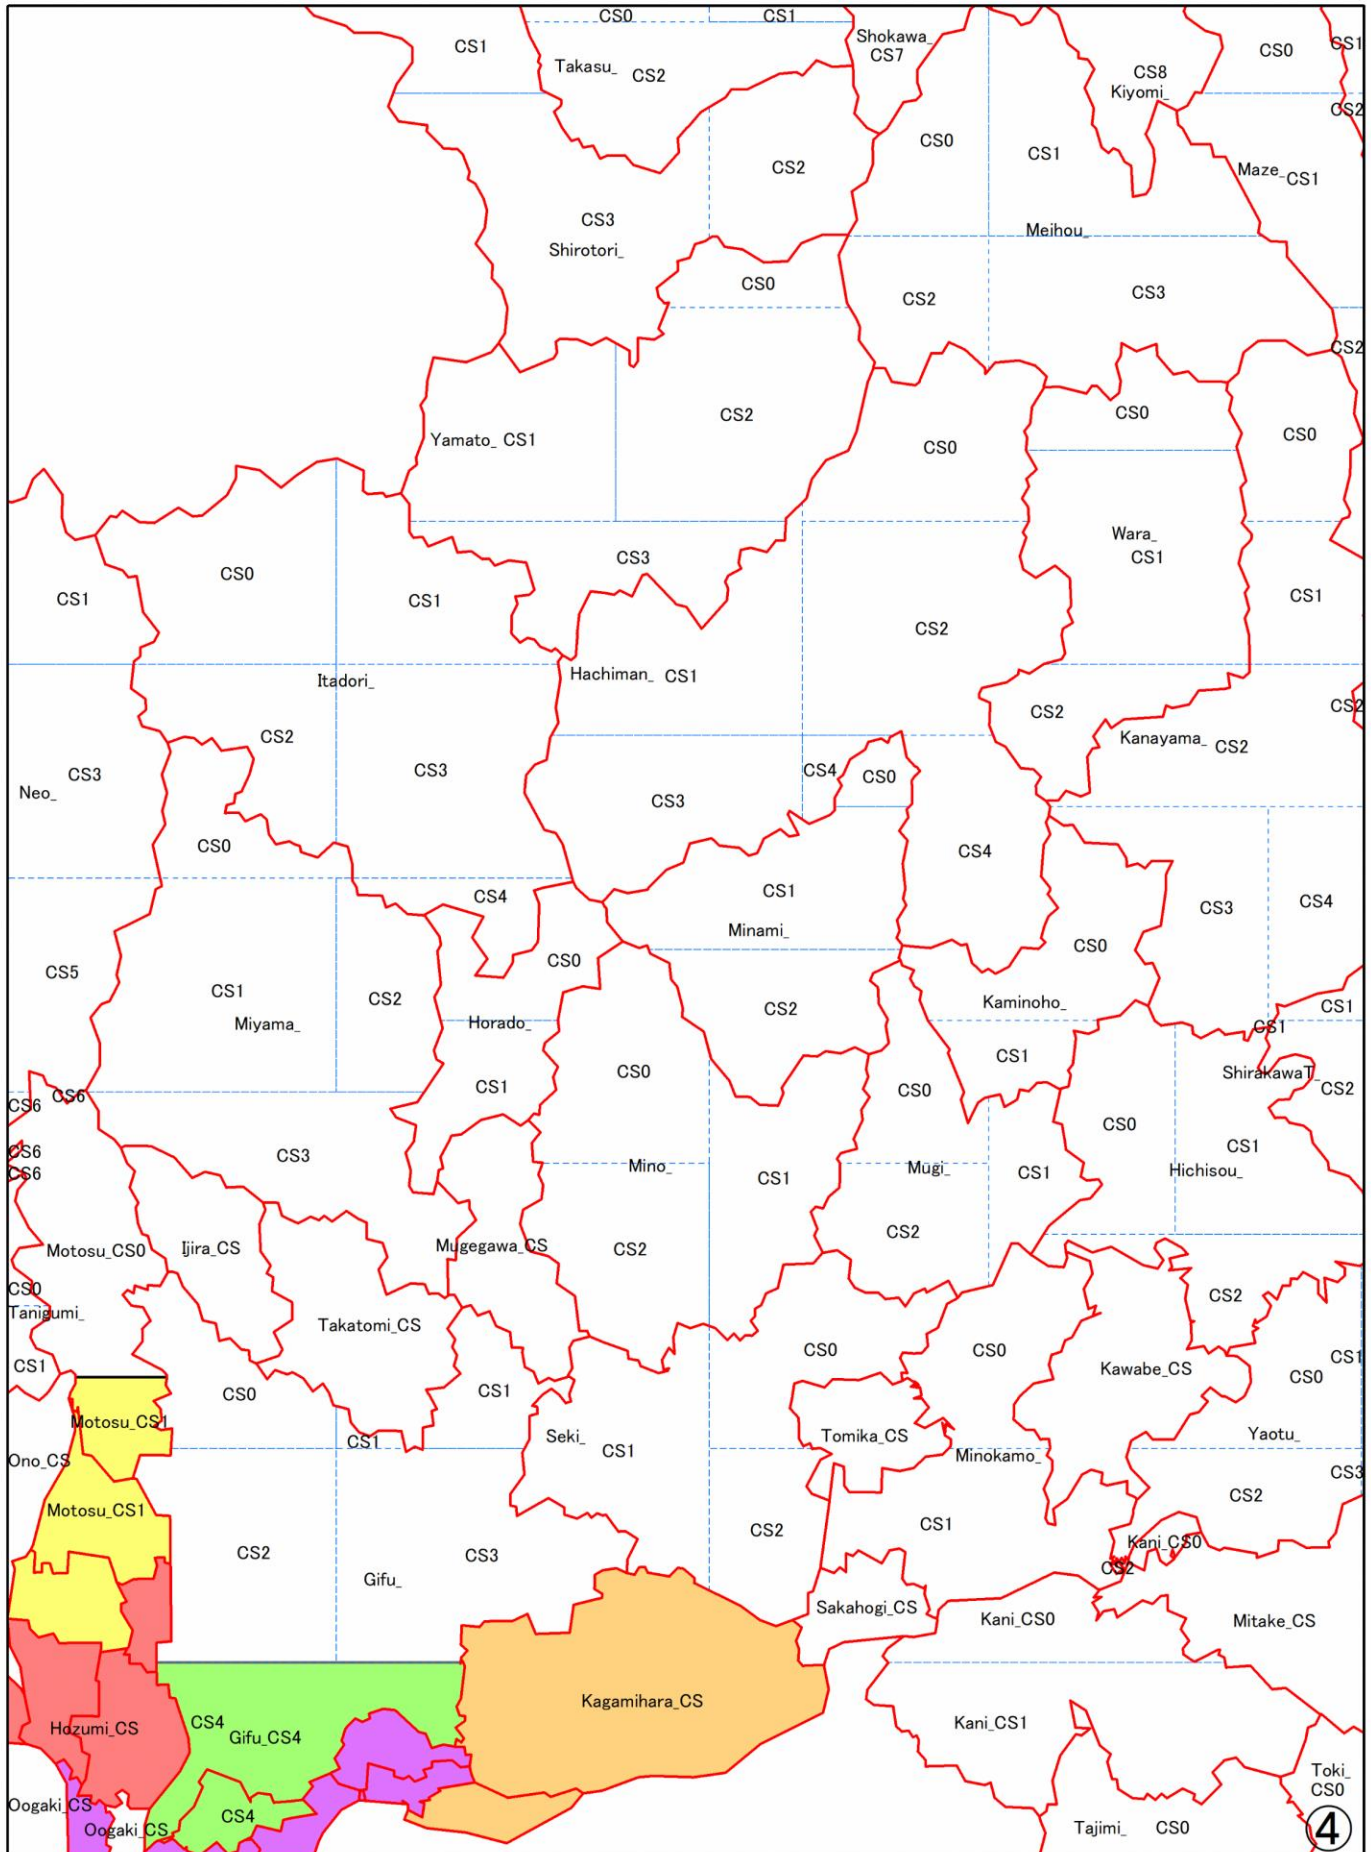 CS0
CS1
Shokawa_
CS7
CS1
Takasu_ CS2
CS8
Kiyomi_
CS0
CS1
CS2
CS2
CS0
CS1
Maze_CS1
CS3
Shirotori_
Meihou_
CS0
CS2
CS3
CS2
Yamato_ CS1
CS2
CS0
CS0
CS0
CS3
Wara_
CS1
CS0
CS1
CS1
CS1
CS2
Itadori_
Hachiman_ CS1
CS2
CS2
CS2
Kanayama_ CS2
CS3
Neo_
CS3
CS3
CS4
CS0
CS0
CS4
CS4
CS1
Minami_
CS3
CS4
CS0
CS0
CS5
CS1
Miyama_
CS2
Horado_
CS2
Kaminoho_
CS1
CS1
CS1
CS0
CS1
CS0
ShirakawaT_
CS2
CS6
CS6
CS6
CS6
CS3
Mino_
CS1
Mugi_
CS1
CS0
CS1
Hichisou_
Motosu_CS0
Ijira_CS
Mugegawa_CS
CS2
CS2
CS0
Tanigumi_
Takatomi_CS
CS2
CS1
CS0
CS1
CS0
CS0
Kawabe_CS
CS1
CS0
Motosu_CS1
CS1
Seki_
CS1
Tomika_CS
Minokamo_
Yaotu_
Ono_CS
CS3
Motosu_CS1
CS2
CS3
CS2
CS1
CS2
Kani_CS0
CS2
Gifu_
Sakahogi_CS
Kani_CS0
Mitake_CS
Kagamihara_CS
Hozumi_CS
CS4
Gifu_CS4
Kani_CS1
Toki_
CS0
Oogaki_CS
CS4
Oogaki_CS
Tajimi_ CS0
④